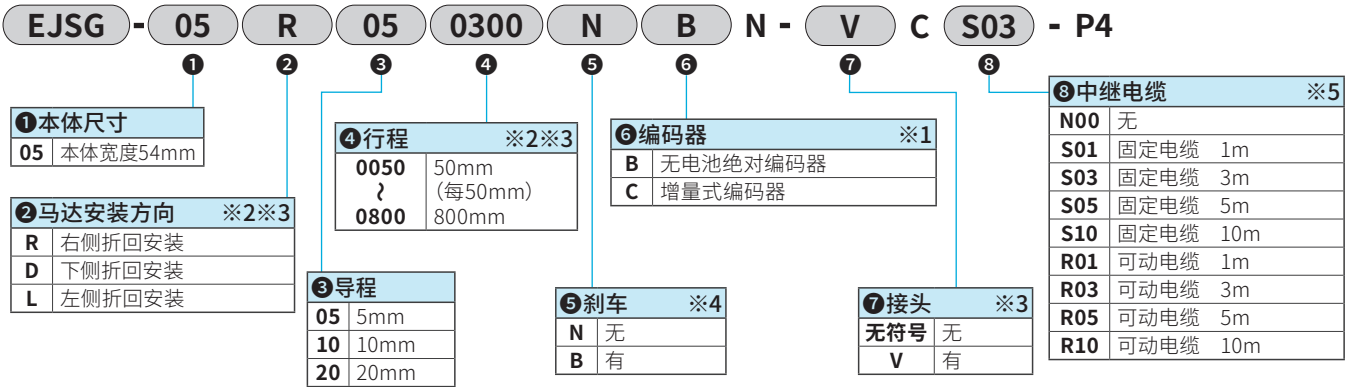 EJSG - 05 R 05 0300 N B N - V C S03 - P4
❶ ❷ ❸ ❹ ❺ ❻ ❼ ❽
❶本体尺寸
05 本体宽度54mm
❷马达安装方向 ※2※3
R 右侧折回安装
D 下侧折回安装
L 左侧折回安装
❸导程
05 5mm
10 10mm
20 20mm
❹行程 ※2※3
0050 50mm
~ （每50mm）
0800 800mm
❺刹车 ※4
N 无
B 有
❻编码器 ※1
B 无电池绝对编码器
C 增量式编码器
❼接头 ※3
无符号 无
V 有
❽中继电缆 ※5
N00 无
S01 固定电缆 1m
S03 固定电缆 3m
S05 固定电缆 5m
S10 固定电缆 10m
R01 可动电缆 1m
R03 可动电缆 3m
R05 可动电缆 5m
R10 可动电缆 10m